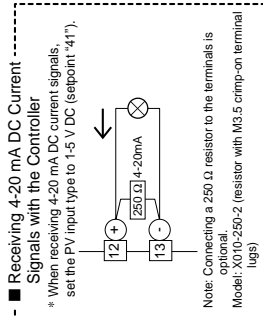 ■ Receiving 4-20 mA DC Current
Signals with the Controller
* When receiving 4-20 mA DC current signals,
set the PV input type to 1-5 V DC (setpoint “41”).
12
+
250 Ω
4-20mA
13
-
Note: Connecting a 250 Ω resistor to the terminals is
optional.
Model: X010-250-2 (resistor with M3.5 crimp-on terminal
lugs)